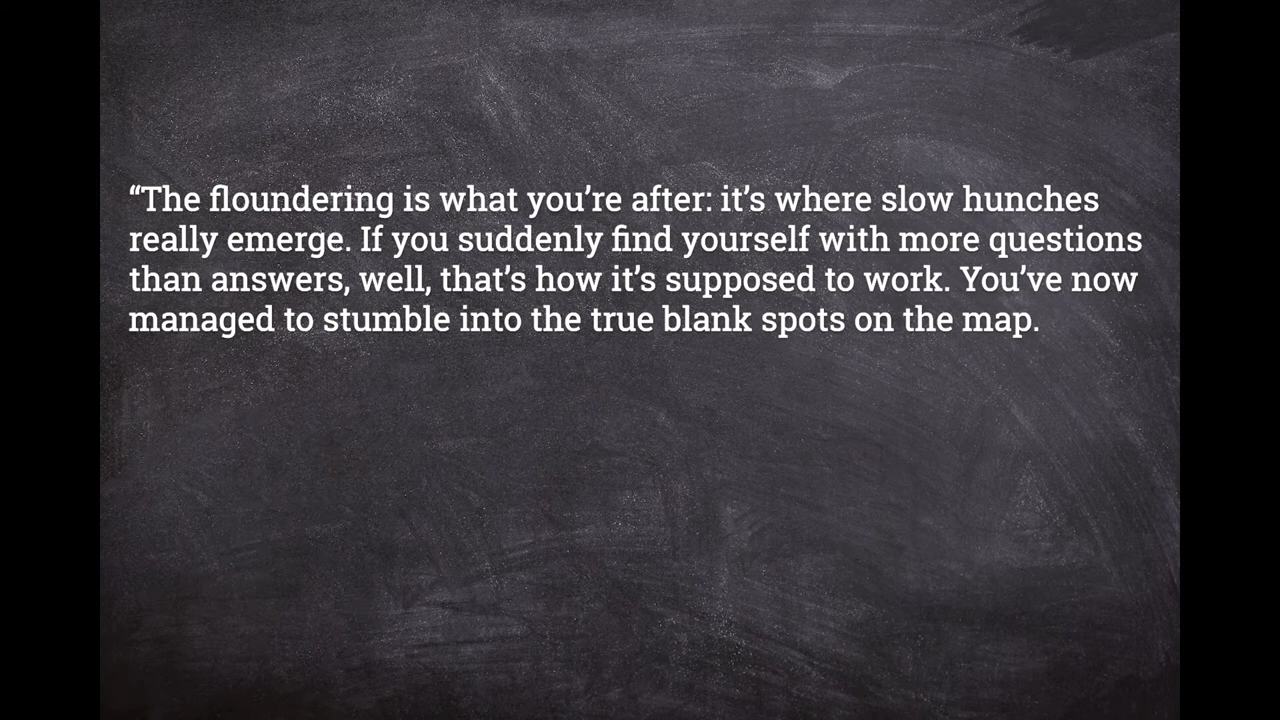 “The floundering is what you’re after: it’s where slow hunches
really emerge. If you suddenly find yourself with more questions
than answers, well, that’s how it’s supposed to work. You’ve now
managed to stumble into the true blank spots on the map.